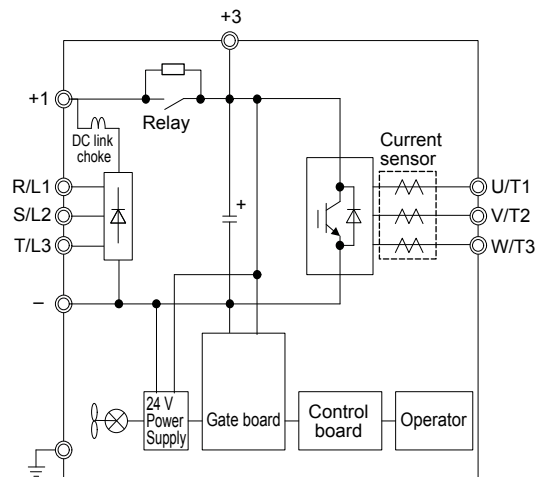 +3
+1
Relay
DC link
choke
Current
sensor
R/L1
S/L2
T/L3
U/T1
V/T2
W/T3
+
–
24 V
Power
Supply
Gate board
Control
board
Operator